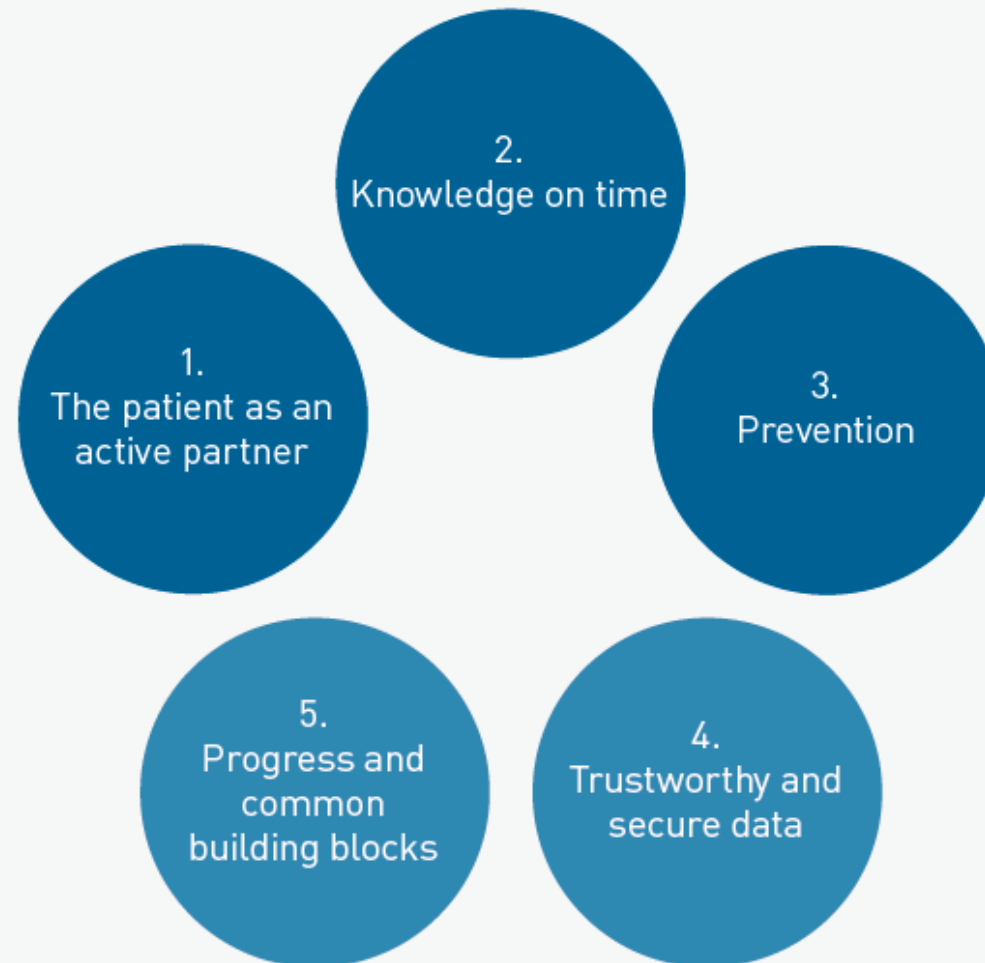 1.
The patient as an
active partner
2.
Knowledge on time
3.
Prevention
4.
Trustworthy and
secure data
5.
Progress and
common
building blocks